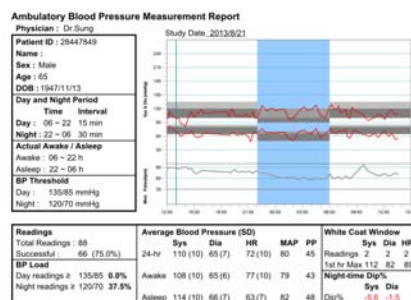 Ambulatory Blood Pressure Measurement Report
Physician : Dr.Sung
Study Date 2013/8/21
Patient ID : 28447849
Name :
Sex : Male
Age : 65
DOB : 1947/11/13
Day and Night Period
Time Interval
Day : 06 ~ 22 15 min
Night : 22 ~ 06 30 min
Actual Awake / Asleep
Awake : 06 ~ 22 h
Asleep : 22 ~ 06 h
BP Threshold
Day : 135/85 mmHg
Night : 120/70 mmHg
Readings
Total Readings : 88
Successful : 66 (75.0%)
BP Load
Day readings ≥ 135/85 0.0%
Night readings ≥ 120/70 37.5%
Average Blood Pressure (SD)
Sys Dia HR MAP PP
24-hr 110 (10) 65 (7) 72 (10) 80 45
Awake 108 (10) 65 (6) 77 (10) 79 43
Asleep 114 (10) 66 (7) 63 (7) 82 48
White Coat Window
Sys Dia HR
Readings 2 2 2
1st hr Max 112 82
Night-time Dip%
Sys Dia
Dip% -5.6 -1.5